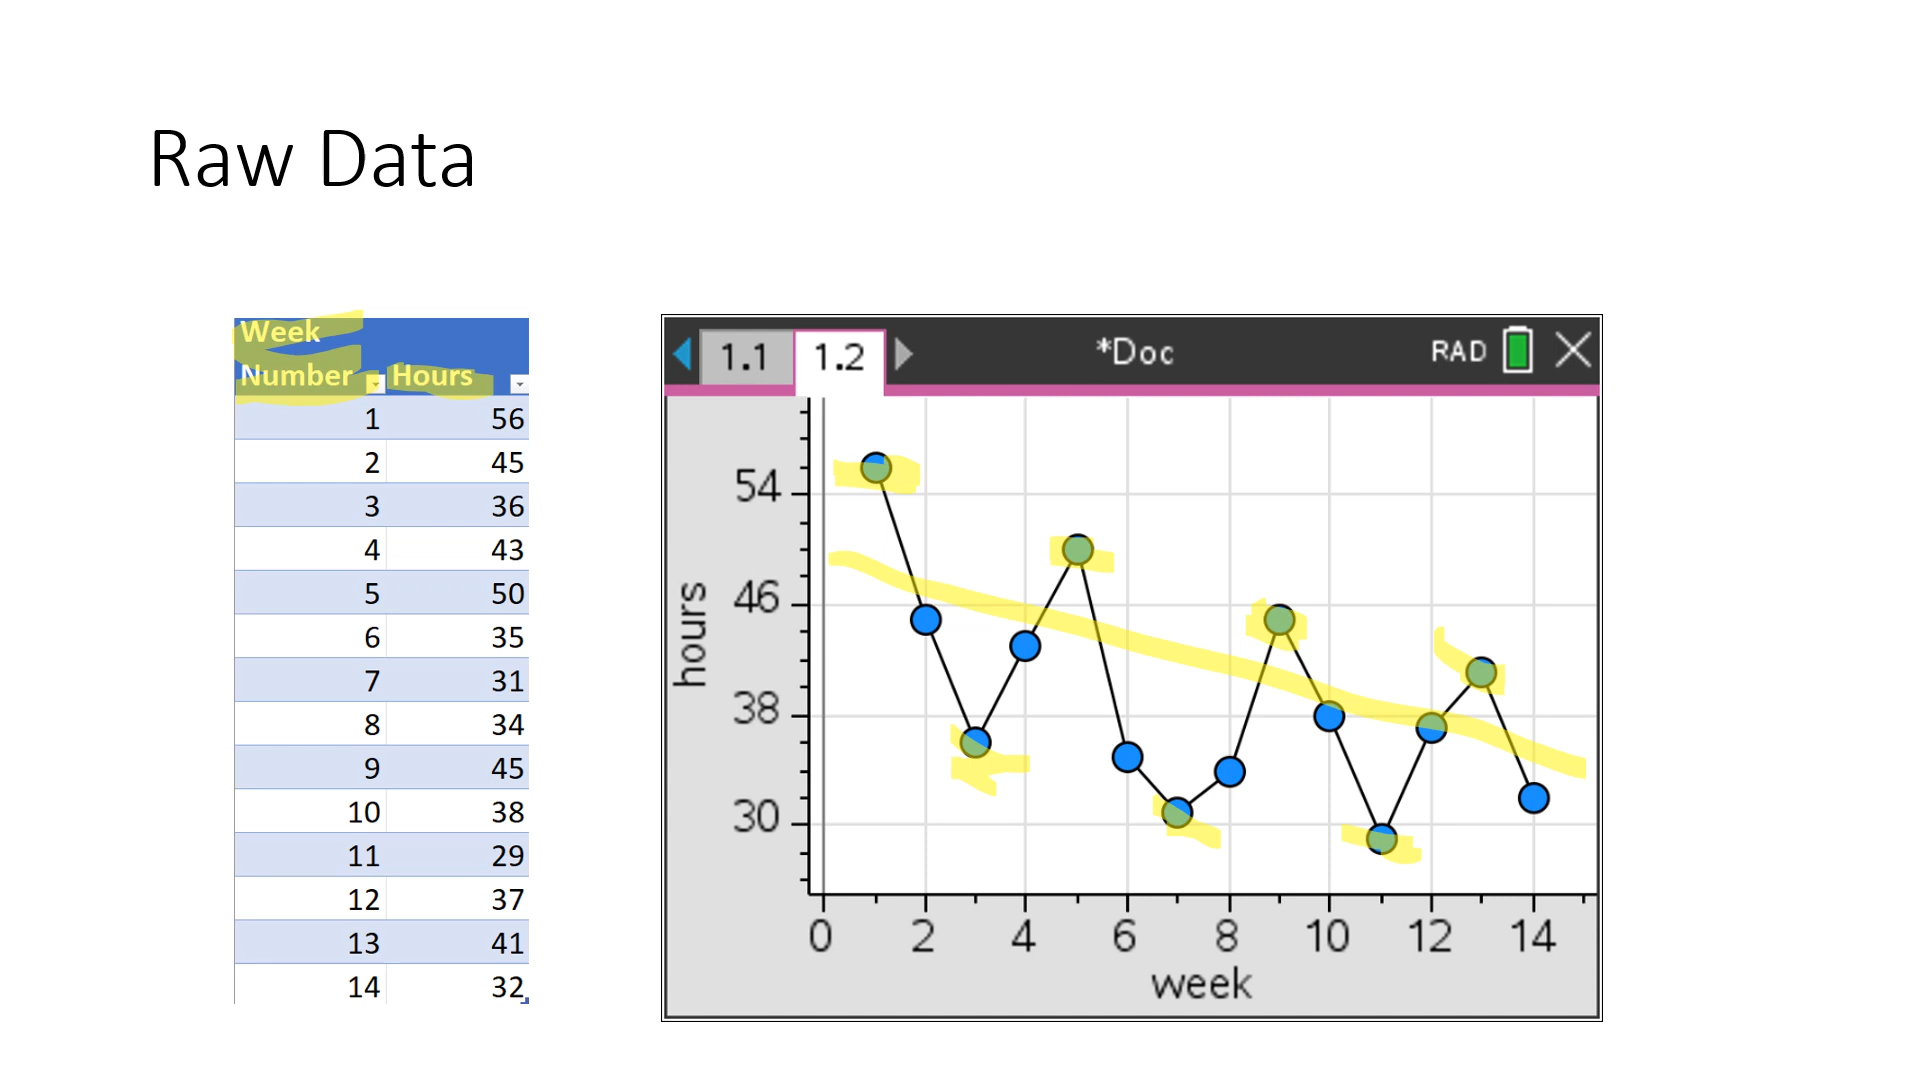 Raw Data
Week
Number Hours
1 56
2 45
3 36
4 43
5 50
6 35
7 31
8 34
9 45
10 38
11 29
12 37
13 41
14 32
1.1 1.2 *Doc RAD
54
46
38
30
hours
0 2 4 6 8 10 12 14
week